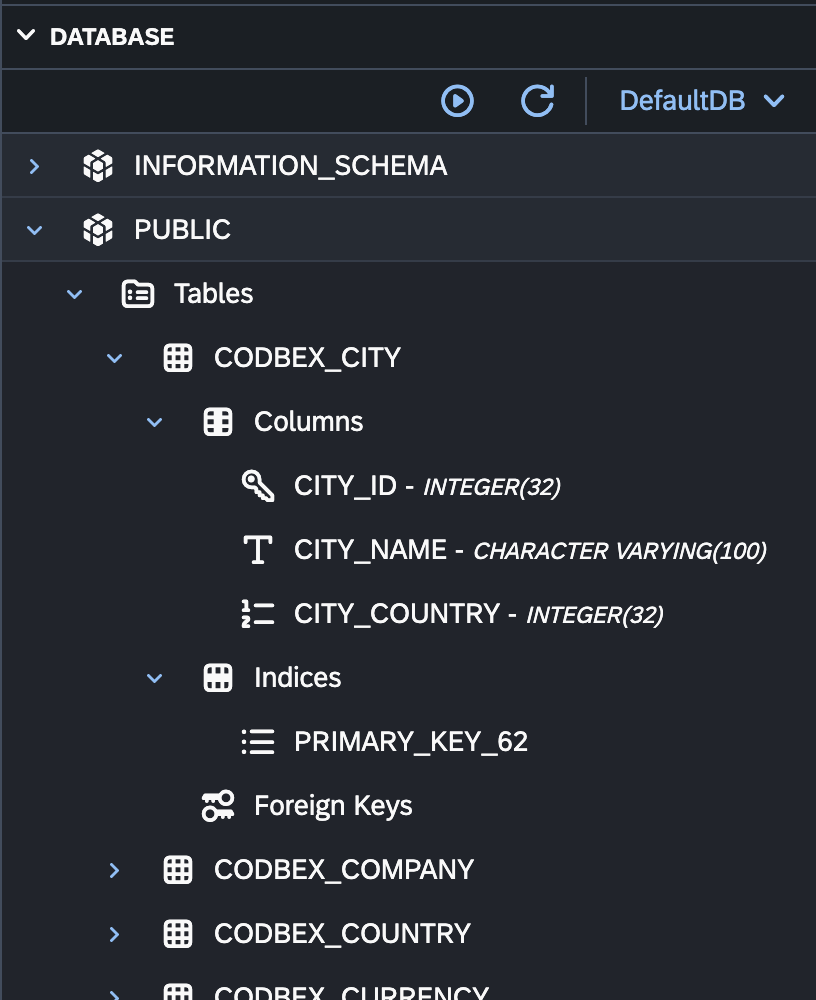 DATABASE
DefaultDB
INFORMATION_SCHEMA
PUBLIC
Tables
CODBEX_CITY
Columns
CITY_ID - INTEGER(32)
CITY_NAME - CHARACTER VARYING(100)
CITY_COUNTRY - INTEGER(32)
Indices
PRIMARY_KEY_62
Foreign Keys
CODBEX_COMPANY
CODBEX_COUNTRY
CODBEX_CURRENCY